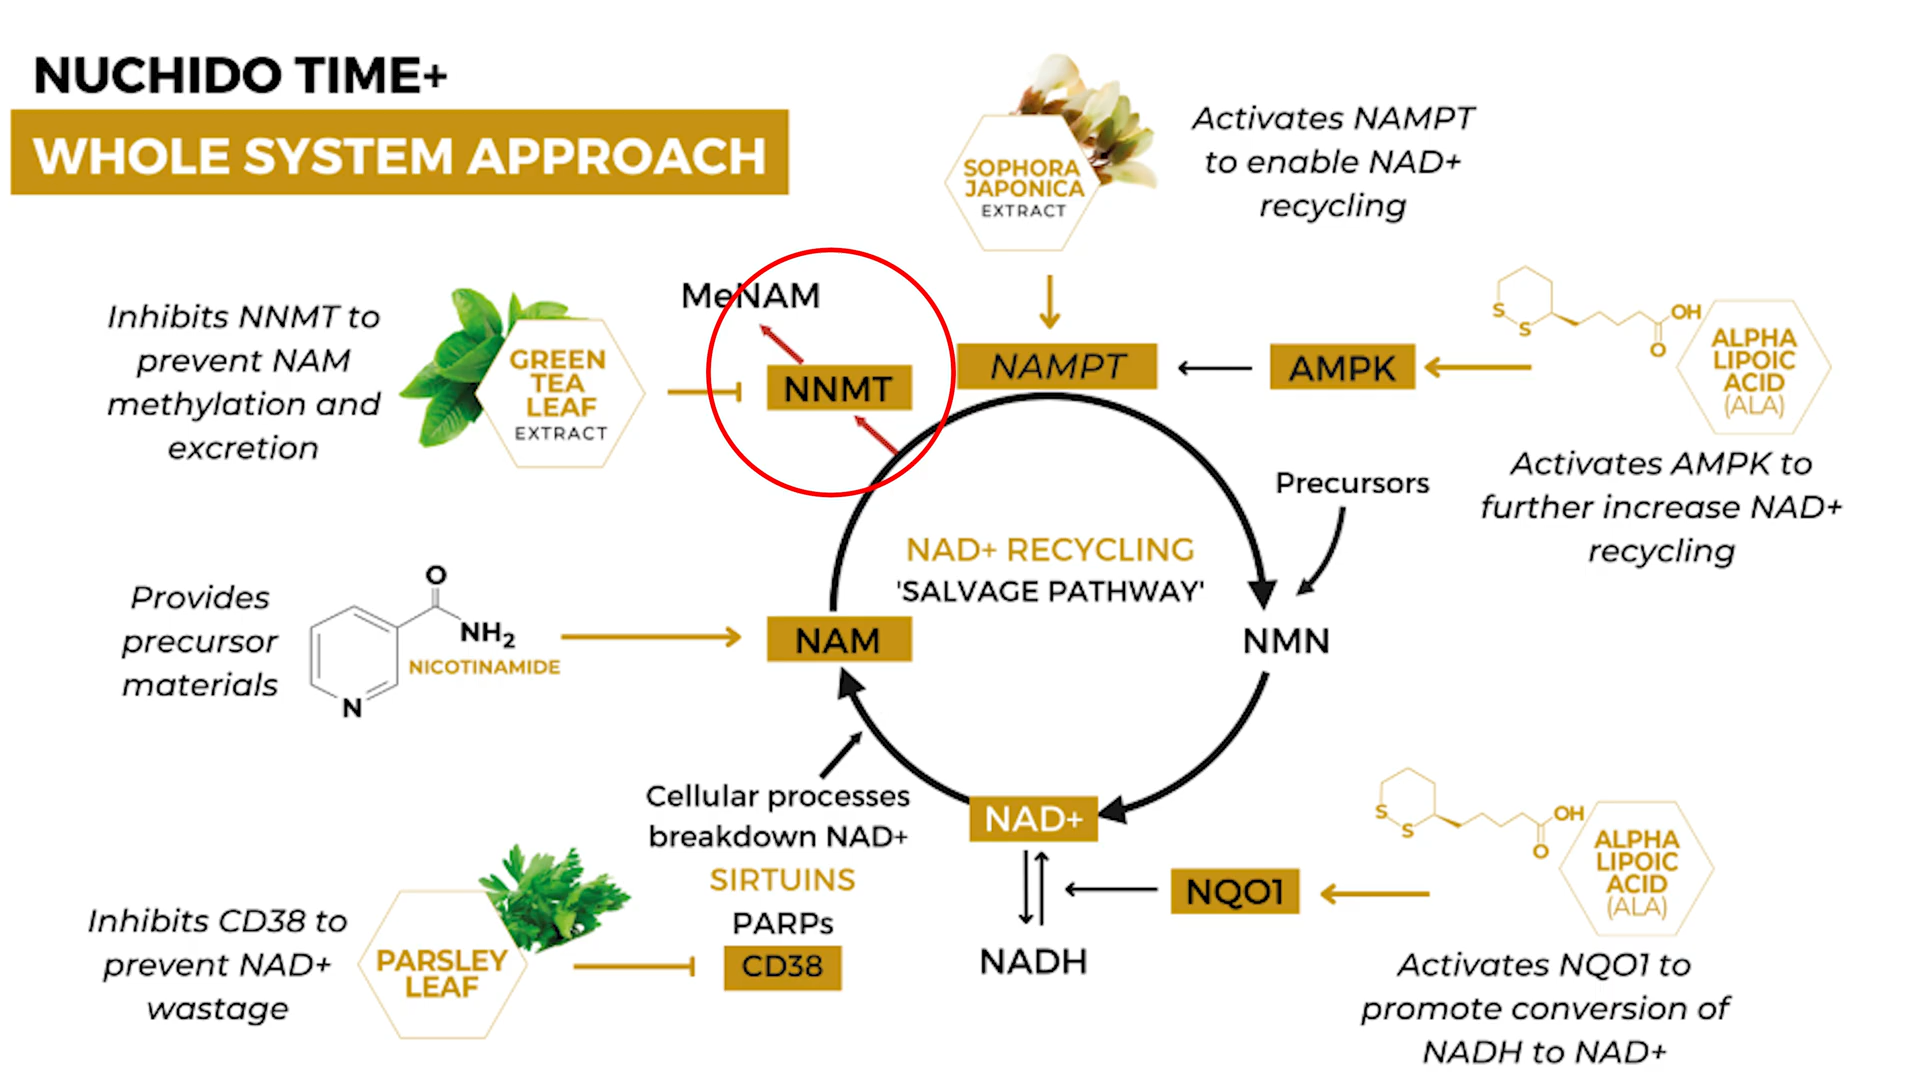 NUCHIDO TIME+
WHOLE SYSTEM APPROACH
SOPHORA
JAPONICA
EXTRACT
Activates NAMPT
to enable NAD+
recycling
Inhibits NNMT to
prevent NAM
methylation and
excretion
GREEN
TEA
LEAF
EXTRACT
MeNAM
NNMT
NAMPT
AMPK
S
S
OH
O
ALPHA
LIPOIC
ACID
(ALA)
Activates AMPK to
further increase NAD+
recycling
Precursors
NAD+ RECYCLING
'SALVAGE PATHWAY'
Provides
precursor
materials
O
NH₂
NICOTINAMIDE
N
NAM
NMN
Cellular processes
breakdown NAD+
SIRTUINS
PARPs
CD38
NAD+
NADH
NQO1
S
S
OH
O
ALPHA
LIPOIC
ACID
(ALA)
Activates NQO1 to
promote conversion of
NADH to NAD+
Inhibits CD38 to
prevent NAD+
wastage
PARSLEY
LEAF